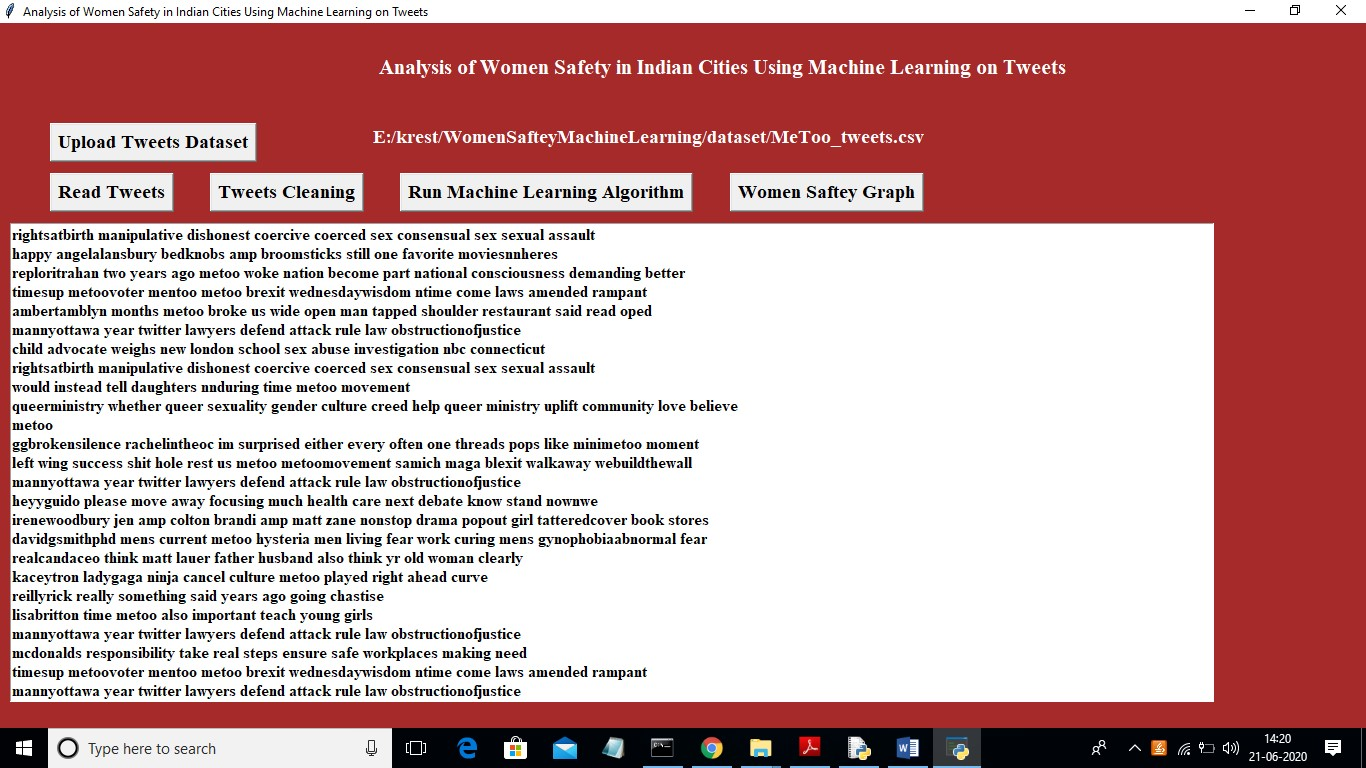 Analysis of Women Safety in Indian Cities Using Machine Learning on Tweets
Analysis of Women Safety in Indian Cities Using Machine Learning on Tweets
Upload Tweets Dataset
E:/krest/WomenSafteyMachineLearning/dataset/MeToo_tweets.csv
Read Tweets
Tweets Cleaning
Run Machine Learning Algorithm
Women Saftey Graph
rightsatbirth manipulative dishonest coercive coerced sex consensual sex sexual assault
happy angelalansbury bedknobs amp broomsticks still one favorite moviesnnheres
reploritrahan two years ago metoo woke nation become part national consciousness demanding better
timesup metoovoter mentoo metoo brexit wednesdaywisdom ntime come laws amended rampant
ambertamblyn months metoo broke us wide open man tapped shoulder restaurant said read oped
mannyottawa year twitter lawyers defend attack rule law obstructionofjustice
child advocate weighs new london school sex abuse investigation nbc connecticut
rightsatbirth manipulative dishonest coercive coerced sex consensual sex sexual assault
would instead tell daughters nnduring time metoo movement
queerministry whether queer sexuality gender culture creed help queer ministry uplift community love believe
metoo
ggbrokensilence rachelintheoc im surprised either every often one threads pops like minimetoo moment
left wing success shit hole rest us metoo metoomovement samich maga blexit walkaway webuildthewall
mannyottawa year twitter lawyers defend attack rule law obstructionofjustice
heyyguido please move away focusing much health care next debate know stand nownwe
irenewoodbury jen amp colton brandi amp matt zane nonstop drama popout girl tatteredcover book stores
davidgsmithphd mens current metoo hysteria men living fear work curing mens gynophobiaabnormal fear
realcandaceo think matt lauer father husband also think yr old woman clearly
kaceytron ladygaga ninja cancel culture metoo played right ahead curve
reillyrick really something said years ago going chastise
lisabritton time metoo also important teach young girls
mannyottawa year twitter lawyers defend attack rule law obstructionofjustice
mcdonalds responsibility take real steps ensure safe workplaces making need
timesup metoovoter mentoo metoo brexit wednesdaywisdom ntime come laws amended rampant
mannyottawa year twitter lawyers defend attack rule law obstructionofjustice
Type here to search
14:20
21-06-2020